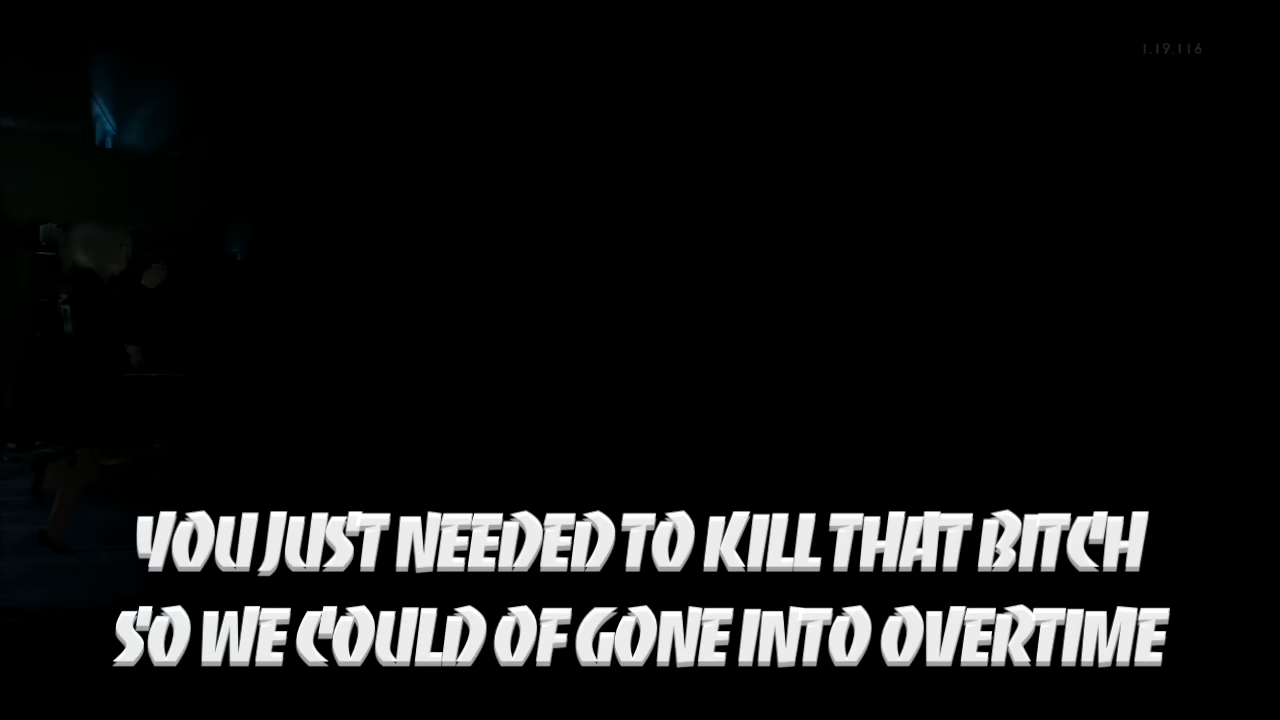 1.19.116
YOU JUST NEEDED TO KILL THAT BITCH
SO WE COULD OF GONE INTO OVERTIME